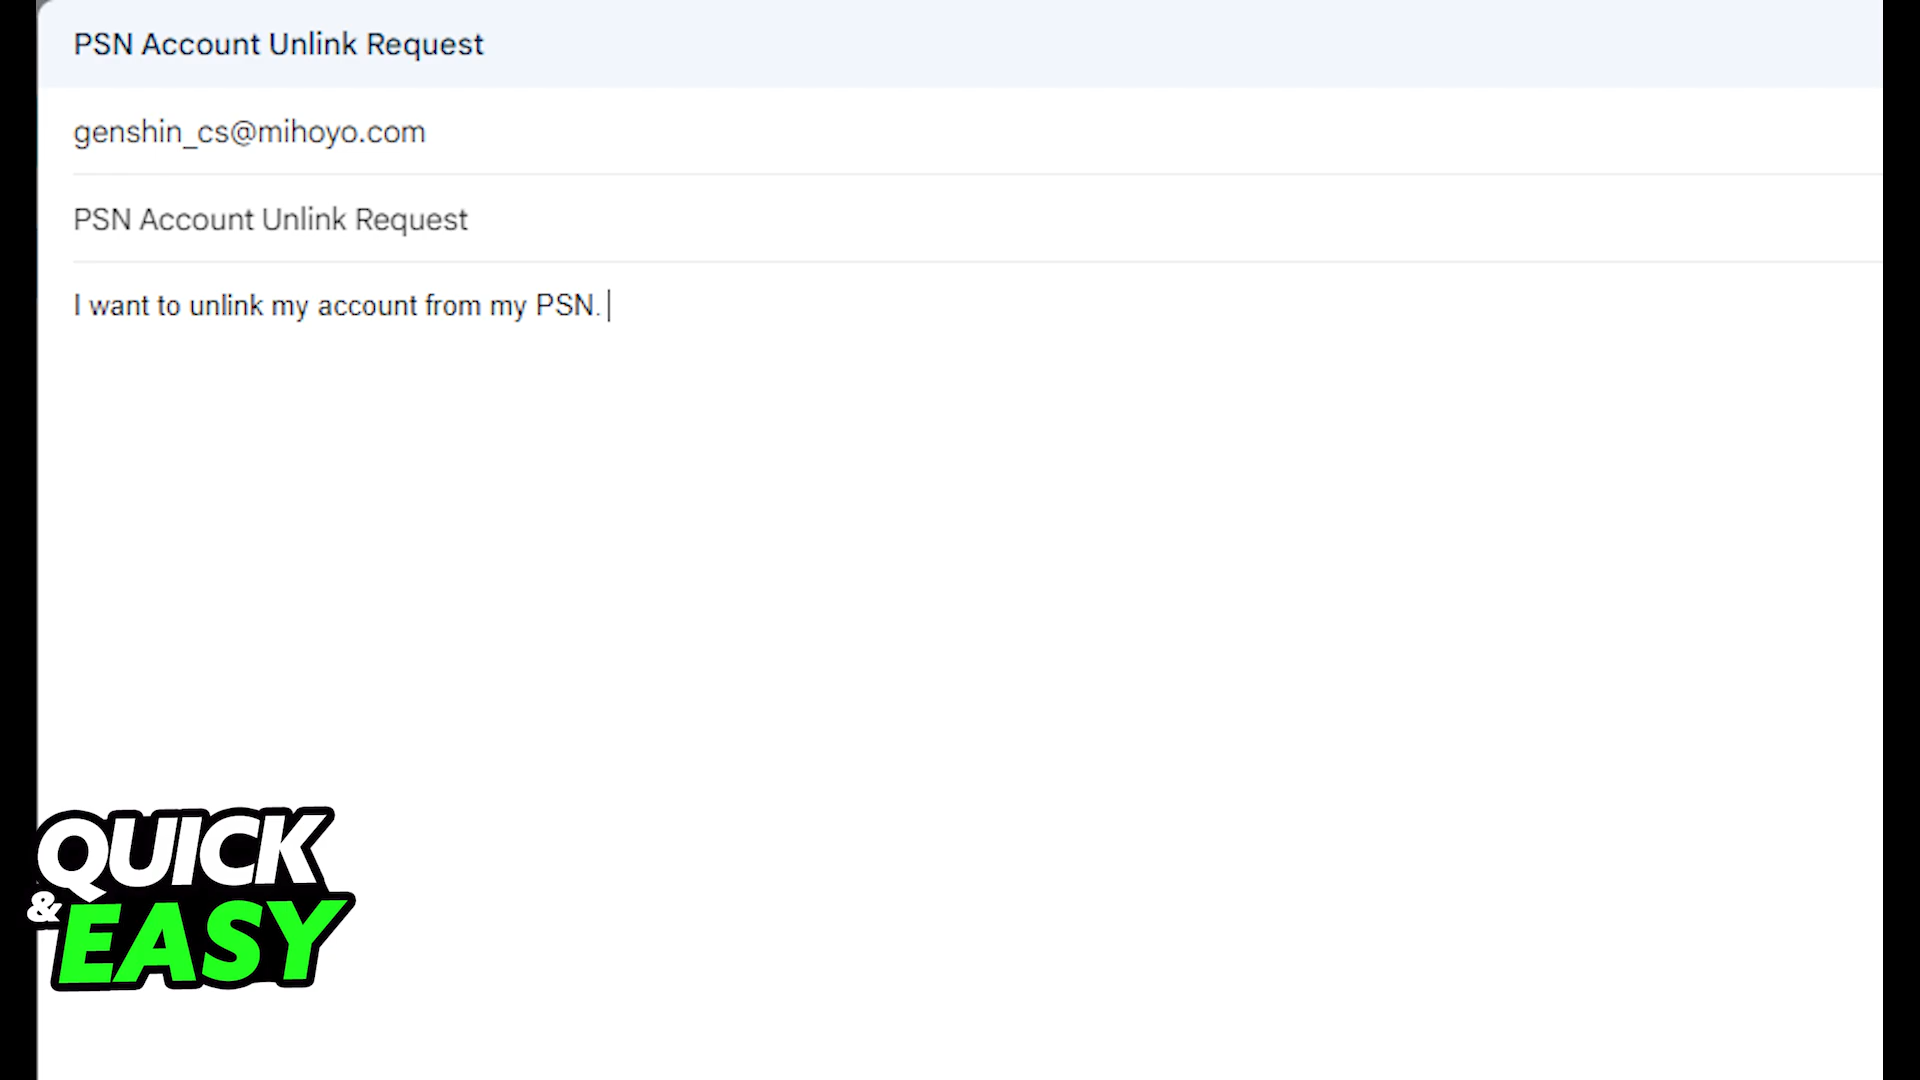 PSN Account Unlink Request
genshin_cs@mihoyo.com
PSN Account Unlink Request
I want to unlink my account from my PSN.
QUICK
& EASY